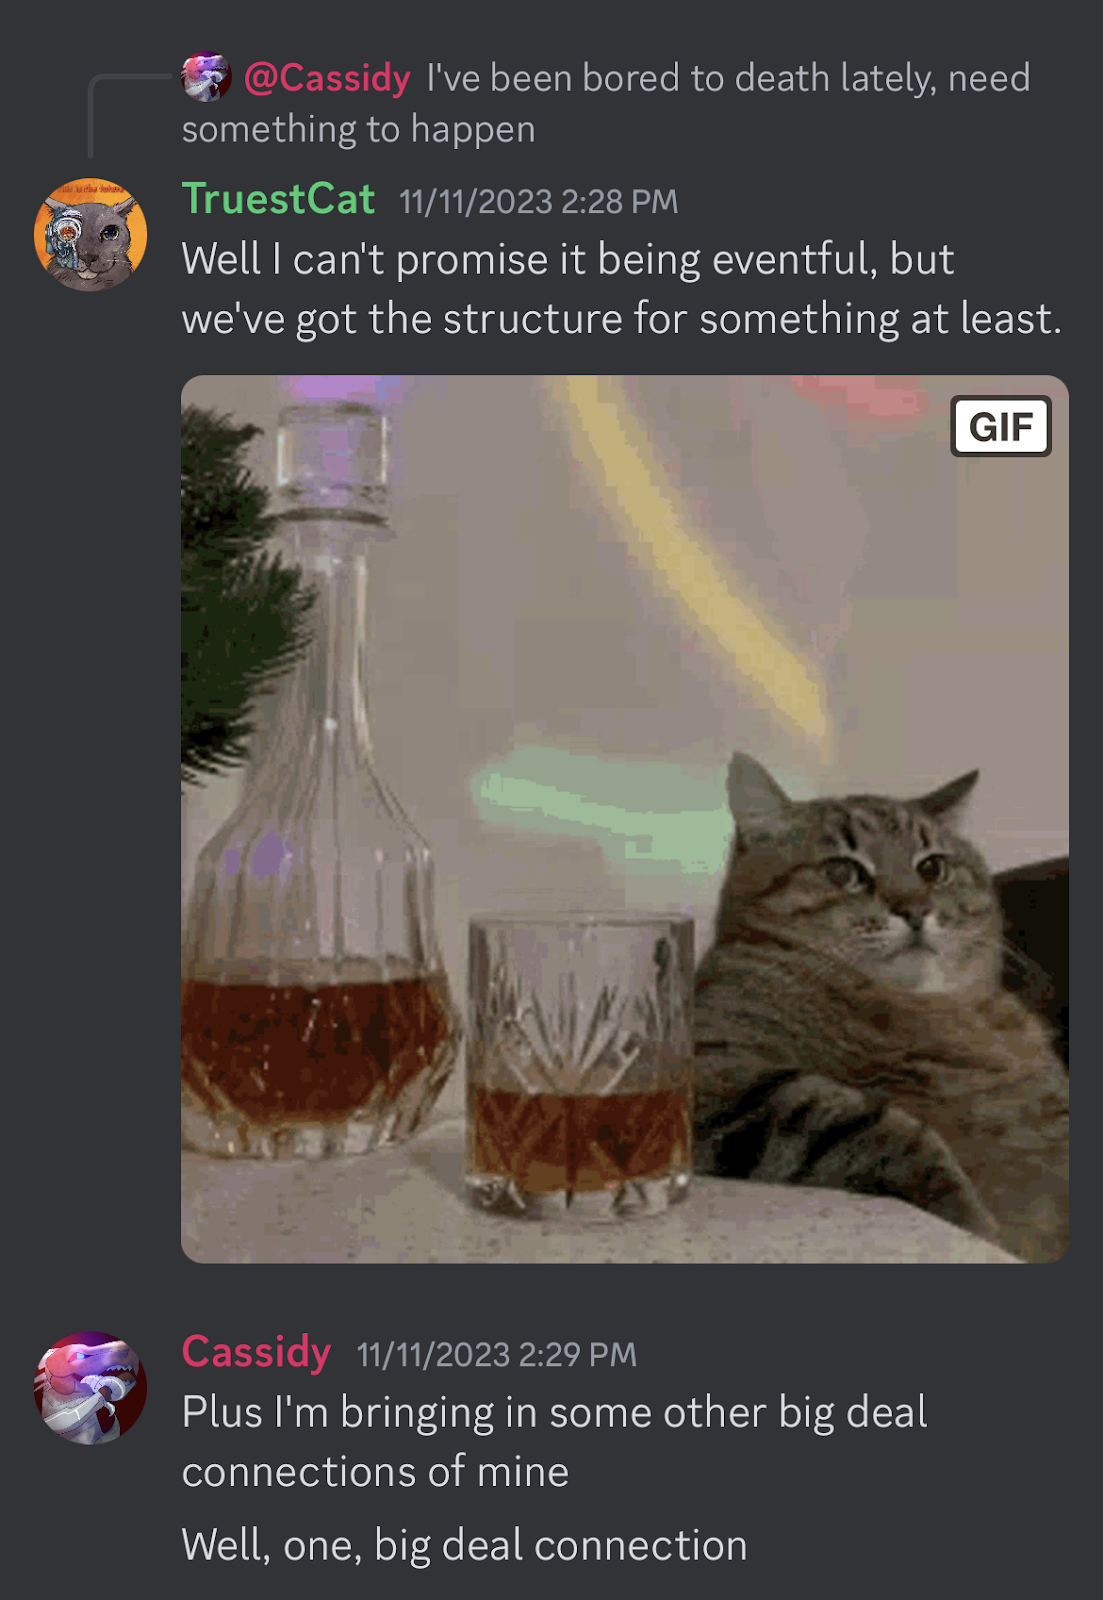 @Cassidy I've been bored to death lately, need
something to happen
TruestCat 11/11/2023 2:28 PM
Well I can't promise it being eventful, but
we've got the structure for something at least.
GIF
Cassidy 11/11/2023 2:29 PM
Plus I'm bringing in some other big deal
connections of mine
Well, one, big deal connection